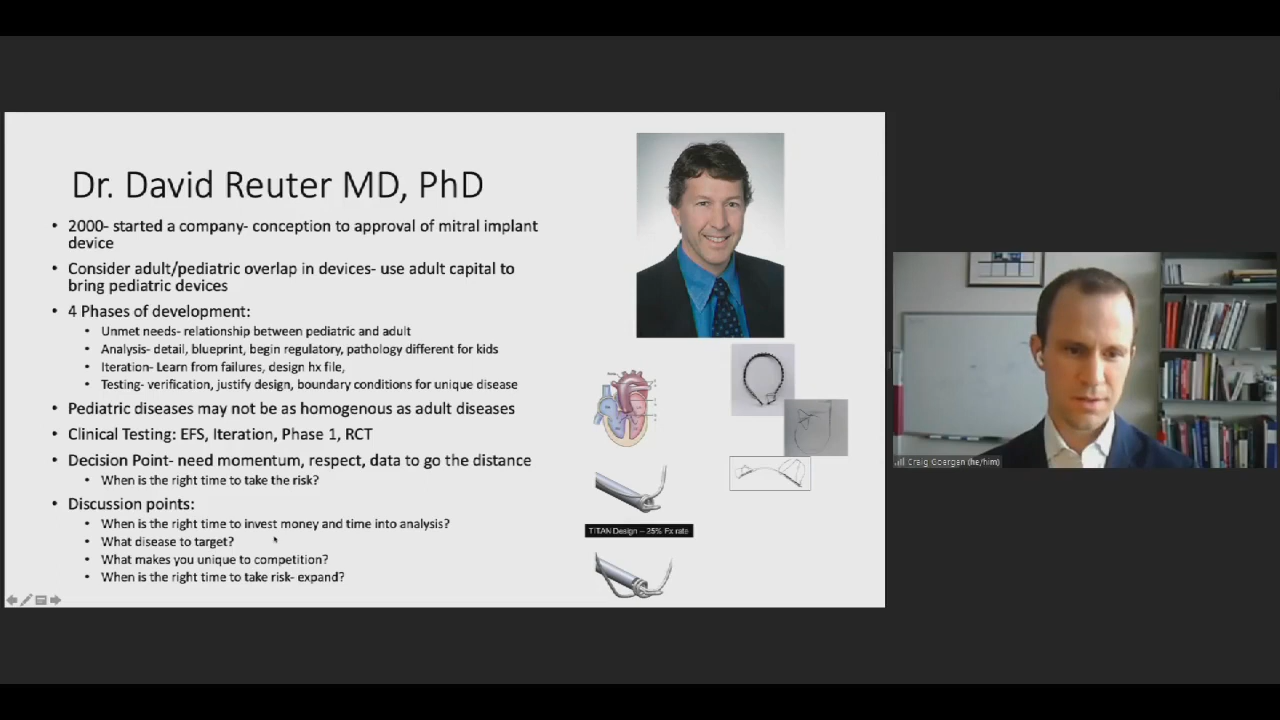 Dr. David Reuter MD, PhD
• 2000- started a company- conception to approval of mitral implant
device
• Consider adult/pediatric overlap in devices- use adult capital to
bring pediatric devices
• 4 Phases of development:
• Unmet needs- relationship between pediatric and adult
• Analysis- detail, blueprint, begin regulatory, pathology different for kids
• Iteration- Learn from failures, design hx file,
• Testing- verification, justify design, boundary conditions for unique disease
• Pediatric diseases may not be as homogenous as adult diseases
• Clinical Testing: EFS, Iteration, Phase 1, RCT
• Decision Point- need momentum, respect, data to go the distance
• When is the right time to take the risk?
• Discussion points:
• When is the right time to invest money and time into analysis?
• What disease to target?
• What makes you unique to competition?
• When is the right time to take risk- expand?
TITAN Design – 25% Fx rate
Craig Goergen (he/him)